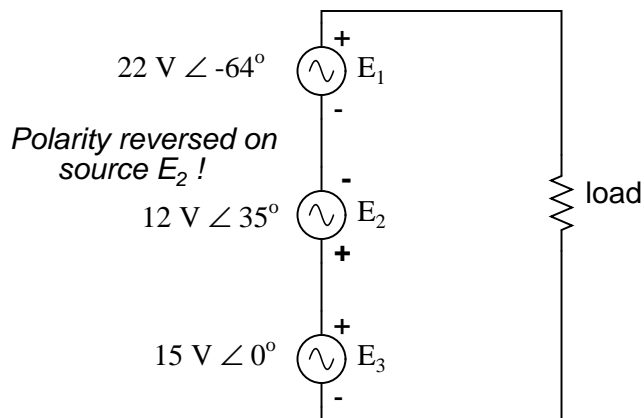 +
22 V ∠ -64° E₁
-
Polarity reversed on
source E₂ !
-
12 V ∠ 35° E₂
+
load
+
15 V ∠ 0° E₃
-